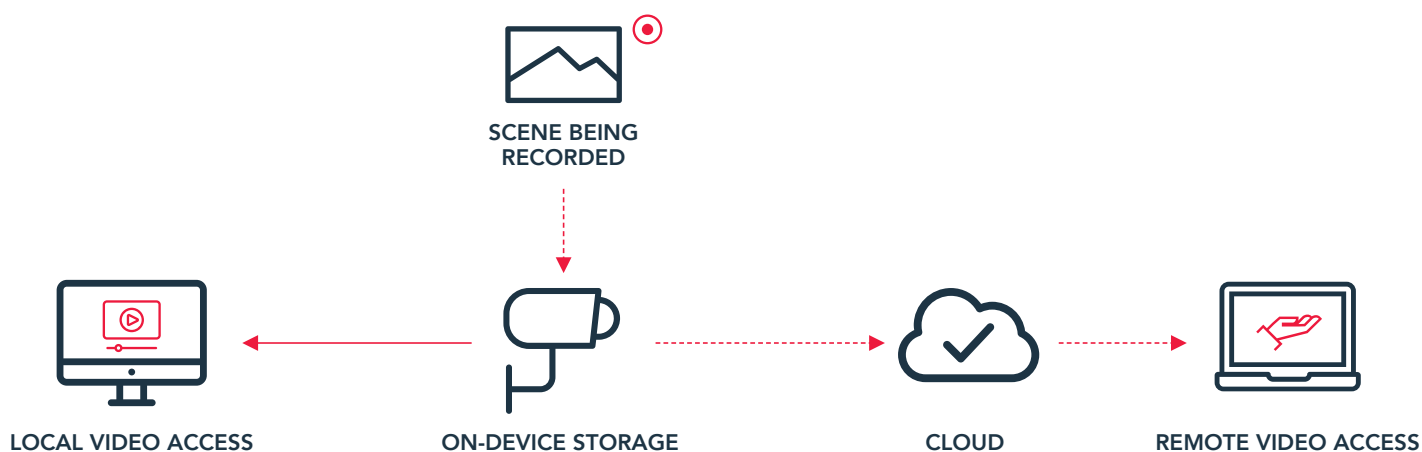 SCENE BEING
RECORDED
LOCAL VIDEO ACCESS
ON-DEVICE STORAGE
CLOUD
REMOTE VIDEO ACCESS